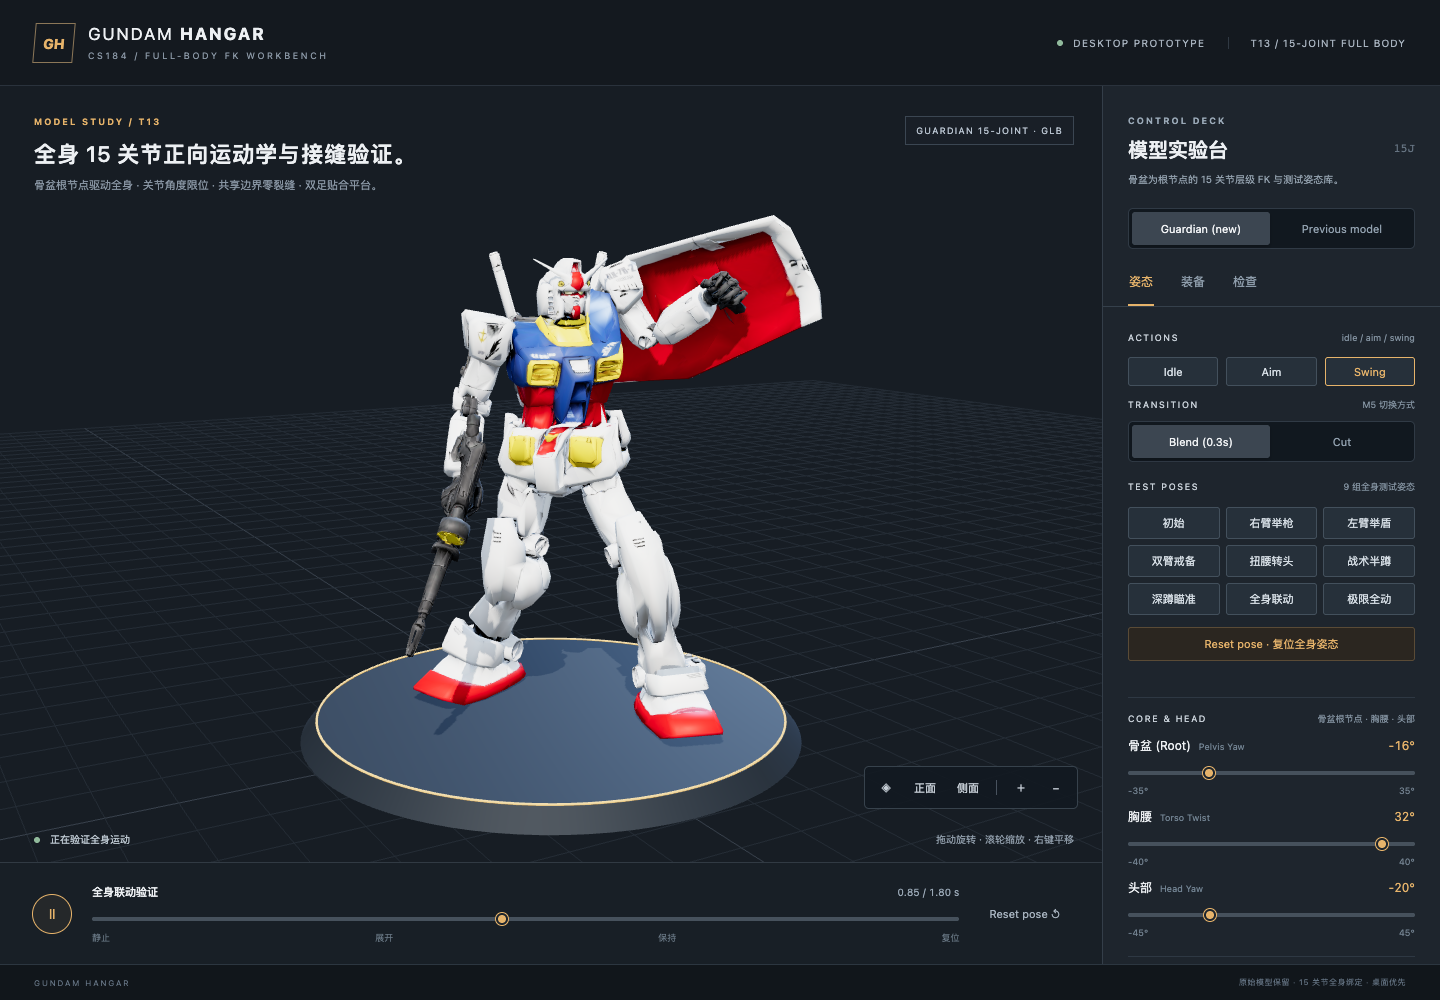 GH
GUNDAM HANGAR
CS184 / FULL-BODY FK WORKBENCH
DESKTOP PROTOTYPE
T13 / 15-JOINT FULL BODY
MODEL STUDY / T13
全身 15 关节正向运动学与接缝验证。
骨盆根节点驱动全身 · 关节角度限位 · 共享边界零裂缝 · 双足贴合平台。
GUARDIAN 15-JOINT · GLB
正面 侧面 + −
正在验证全身运动
拖动旋转 · 滚轮缩放 · 右键平移
全身联动验证
0.85 / 1.80 s
静止 展开 保持 复位
Reset pose ↺
CONTROL DECK
模型实验台
15J
骨盆为根节点的 15 关节层级 FK 与测试姿态库。
Guardian (new) Previous model
姿态 装备 检查
ACTIONS idle / aim / swing
Idle Aim Swing
TRANSITION M5 切换方式
Blend (0.3s) Cut
TEST POSES 9 组全身测试姿态
初始 右臂举枪 左臂举盾
双臂戒备 扭腰转头 战术半蹲
深蹲瞄准 全身联动 极限全动
Reset pose · 复位全身姿态
CORE & HEAD 骨盆根节点 · 胸腰 · 头部
骨盆 (Root) Pelvis Yaw -16°
-35° 35°
胸腰 Torso Twist 32°
-40° 40°
头部 Head Yaw -20°
-45° 45°
GUNDAM HANGAR
原始模型保留 · 15 关节全身绑定 · 桌面优先